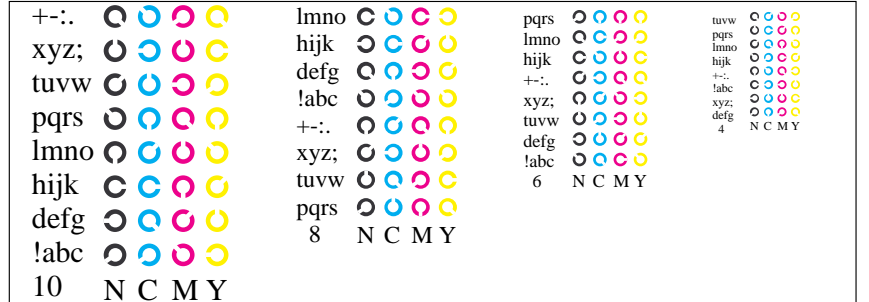 +-:.
xyz;
tuvw
pqrs
lmno
hijk
defg
!abc
10 N C M Y
lmno
hijk
defg
!abc
+-:.
xyz;
tuvw
pqrs
8 N C M Y
pqrs
lmno
hijk
+-:.
xyz;
tuvw
defg
!abc
6 N C M Y
tuvw
pqrs
lmno
hijk
+-:.
!abc
xyz;
defg
4 N C M Y